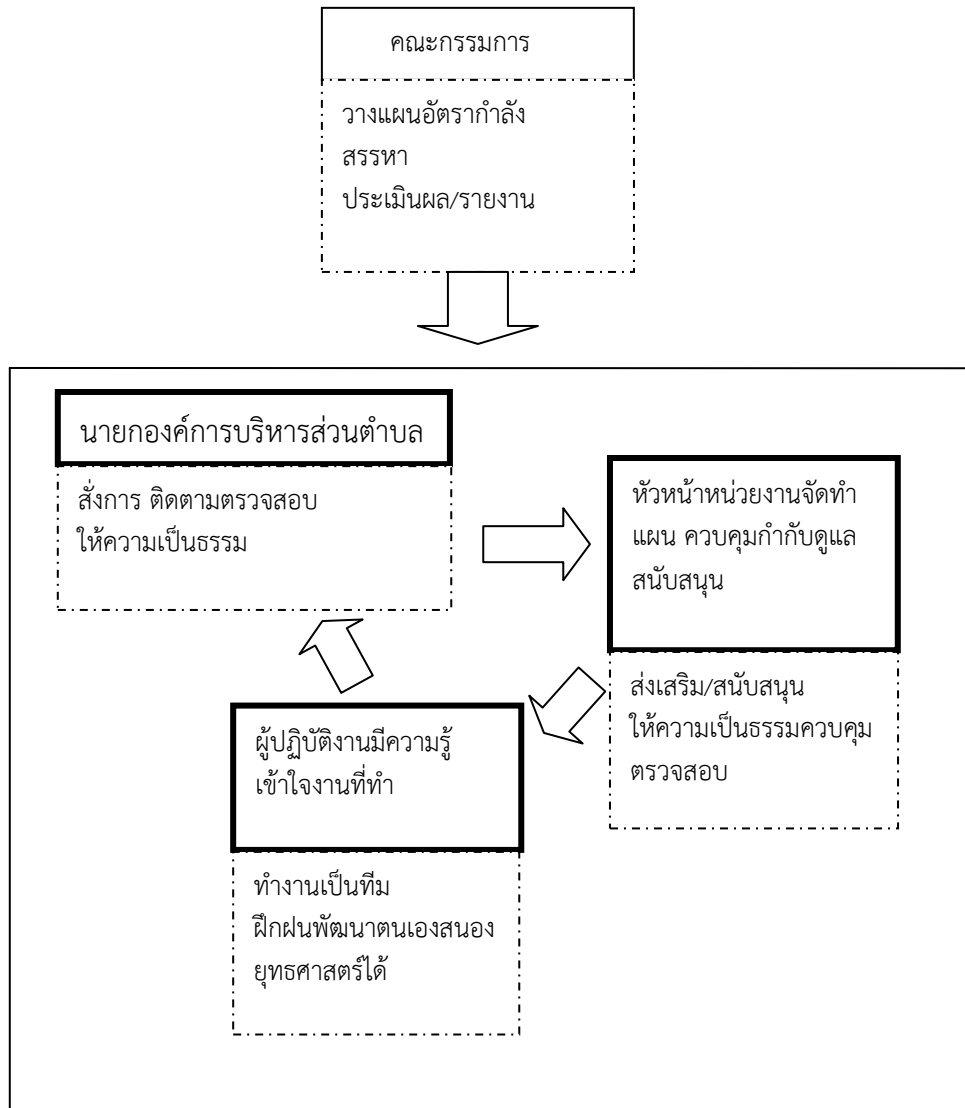 คณะกรรมการ
วางแผนอัตรากำลัง
สรรหา
ประเมินผล/รายงาน
นายกองค์การบริหารส่วนตำบล
สั่งการ ติดตามตรวจสอบ
ให้ความเป็นธรรม
หัวหน้าหน่วยงานจัดทำ
แผน ควบคุมกำกับดูแล
สนับสนุน
ส่งเสริม/สนับสนุน
ให้ความเป็นธรรมควบคุม
ตรวจสอบ
ผู้ปฏิบัติงานมีความรู้
เข้าใจงานที่ทำ
ทำงานเป็นทีม
ฝึกฝนพัฒนาตนเองสนอง
ยุทธศาสตร์ได้